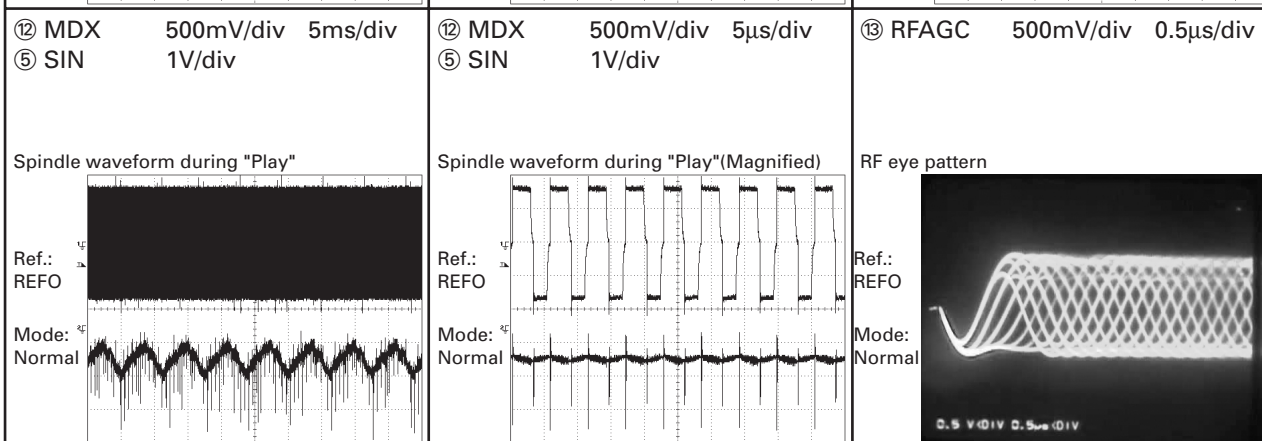 ⑫ MDX 500mV/div 5ms/div
⑤ SIN 1V/div
Spindle waveform during "Play"
Ref.:
REFO
Mode:
Normal
⑫ MDX 500mV/div 5µs/div
⑤ SIN 1V/div
Spindle waveform during "Play"(Magnified)
Ref.:
REFO
Mode:
Normal
⑬ RFAGC 500mV/div 0.5µs/div
RF eye pattern
Ref.:
REFO
Mode:
Normal
0.5 V/DIV 0.5µs/DIV